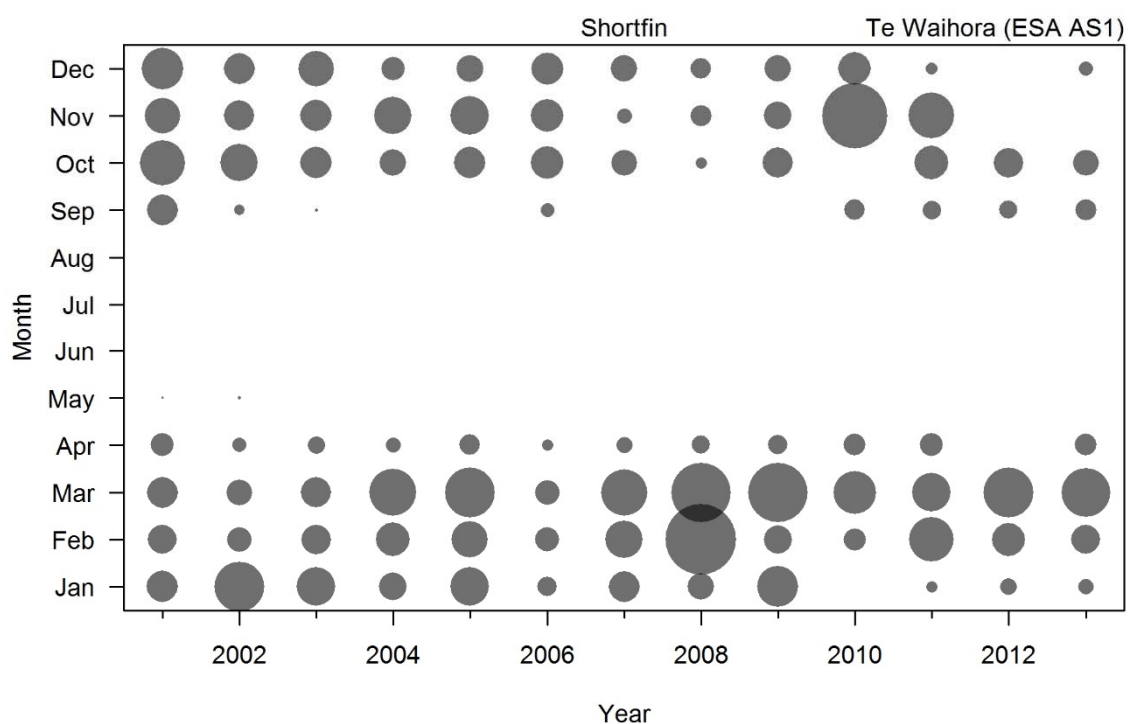 Shortfin Te Waihora (ESA AS1)
Dec
Nov
Oct
Sep
Aug
Jul
Jun
May
Apr
Mar
Feb
Jan
Month
2002 2004 2006 2008 2010 2012
Year